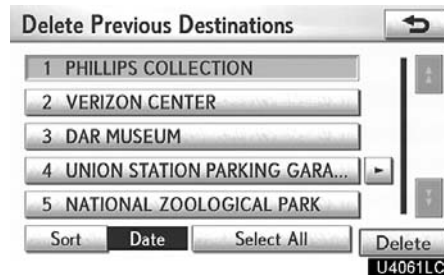 Delete Previous Destinations
1 PHILLIPS COLLECTION
2 VERIZON CENTER
3 DAR MUSEUM
4 UNION STATION PARKING GARA...
5 NATIONAL ZOOLOGICAL PARK
Sort Date Select All Delete
U4061LC